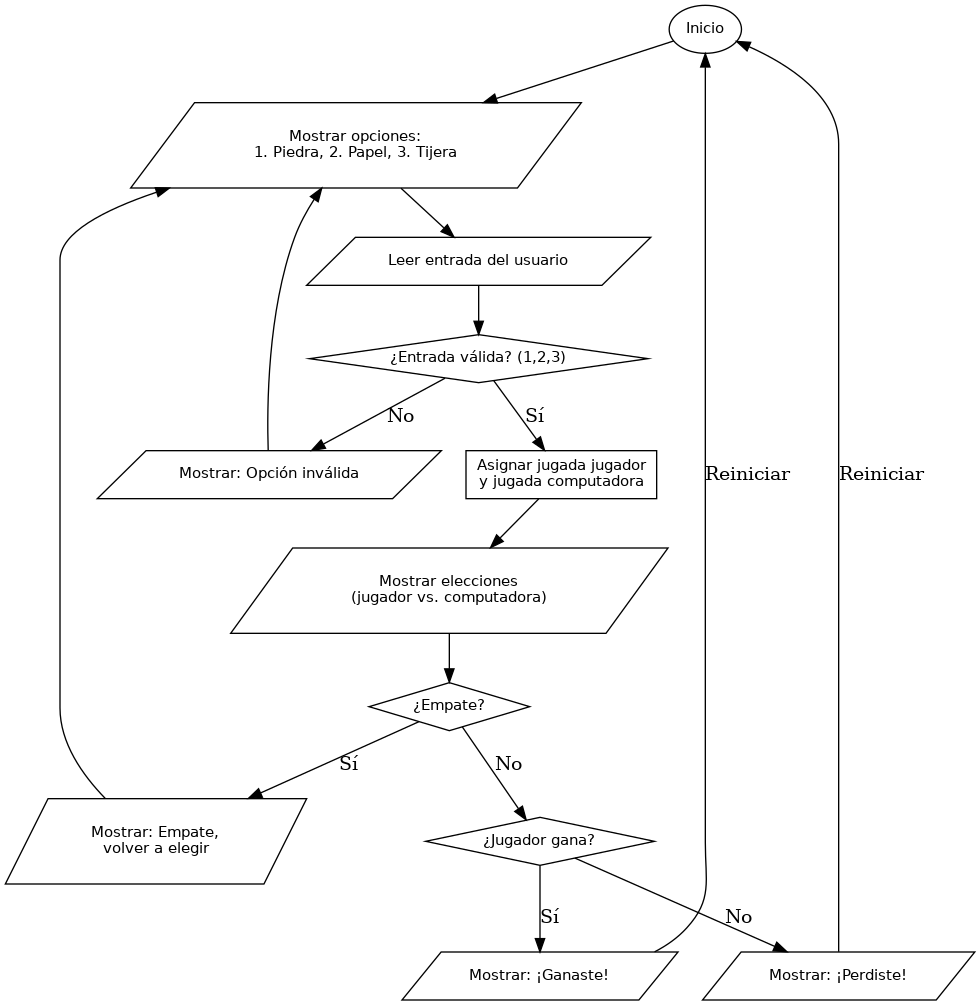 Inicio
Mostrar opciones:
1. Piedra, 2. Papel, 3. Tijera
Leer entrada del usuario
¿Entrada válida? (1,2,3)
No
Sí
Mostrar: Opción inválida
Asignar jugada jugador
y jugada computadora
Reiniciar
Reiniciar
Mostrar elecciones
(jugador vs. computadora)
¿Empate?
Sí
No
Mostrar: Empate,
volver a elegir
¿Jugador gana?
Sí
No
Mostrar: ¡Ganaste!
Mostrar: ¡Perdiste!